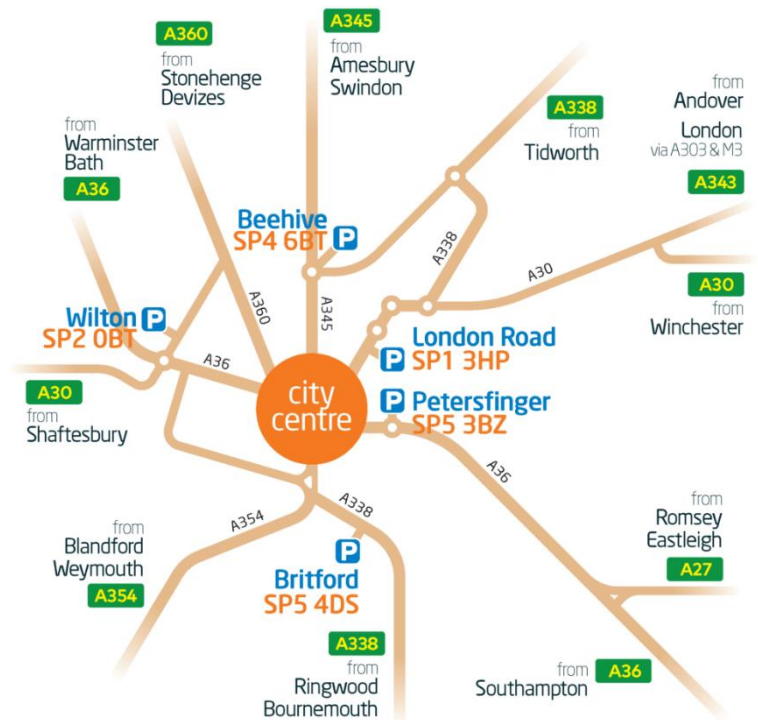 A360
from
Stonehenge
Devizes
A345
from
Amesbury
Swindon
A338
from
Tidworth
from
Andover
London
via A303 & M3
A343
from
Warminster
Bath
A36
Beehive
SP4 6BT
P
A338
A30
A30
from
Winchester
Wilton
P
SP2 0BT
A360
A345
London Road
P
SP1 3HP
A36
A30
from
Shaftesbury
city
centre
P
Petersfinger
SP5 3BZ
A36
A354
A338
from
Blandford
Weymouth
A354
P
Britford
SP5 4DS
from
Romsey
Eastleigh
A27
A338
from
Ringwood
Bournemouth
from
A36
Southampton